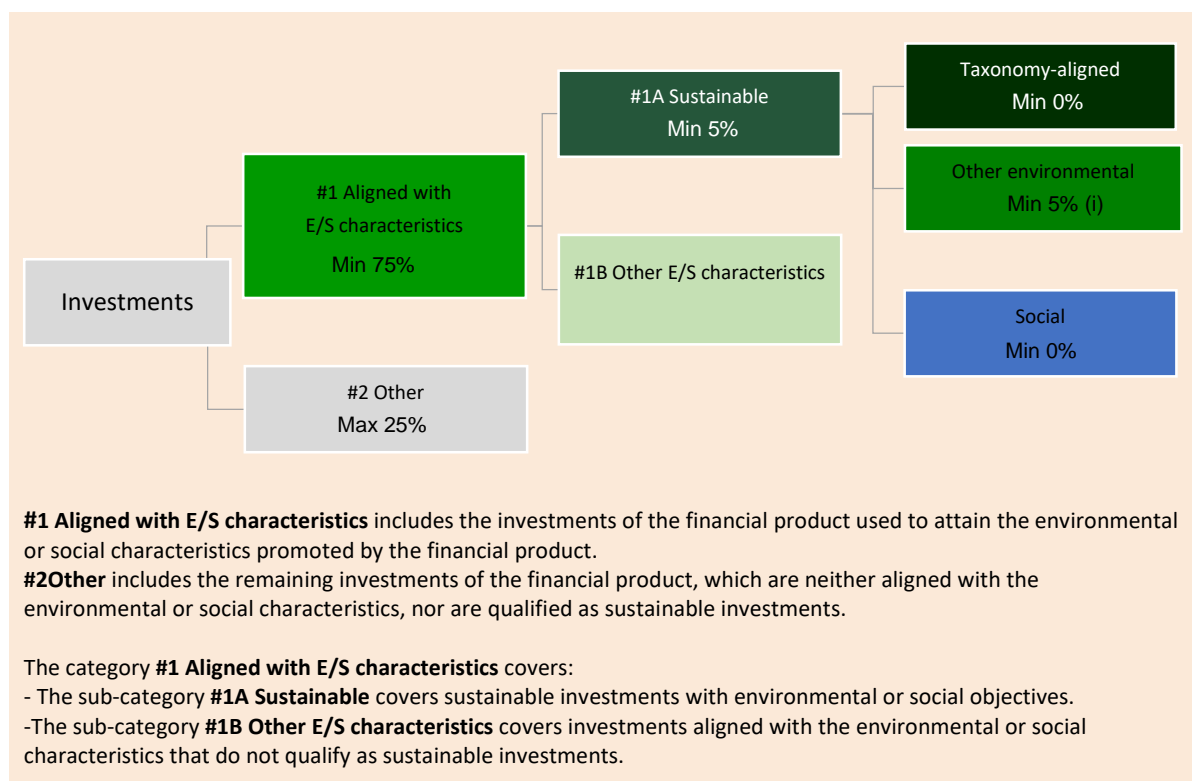 Investments
#1 Aligned with
E/S characteristics
Min 75%
#2 Other
Max 25%
#1A Sustainable
Min 5%
#1B Other E/S characteristics
Taxonomy-aligned
Min 0%
Other environmental
Min 5% (i)
Social
Min 0%
#1 Aligned with E/S characteristics includes the investments of the financial product used to attain the environmental
or social characteristics promoted by the financial product.
#2Other includes the remaining investments of the financial product, which are neither aligned with the
environmental or social characteristics, nor are qualified as sustainable investments.
The category #1 Aligned with E/S characteristics covers:
- The sub-category #1A Sustainable covers sustainable investments with environmental or social objectives.
-The sub-category #1B Other E/S characteristics covers investments aligned with the environmental or social
characteristics that do not qualify as sustainable investments.